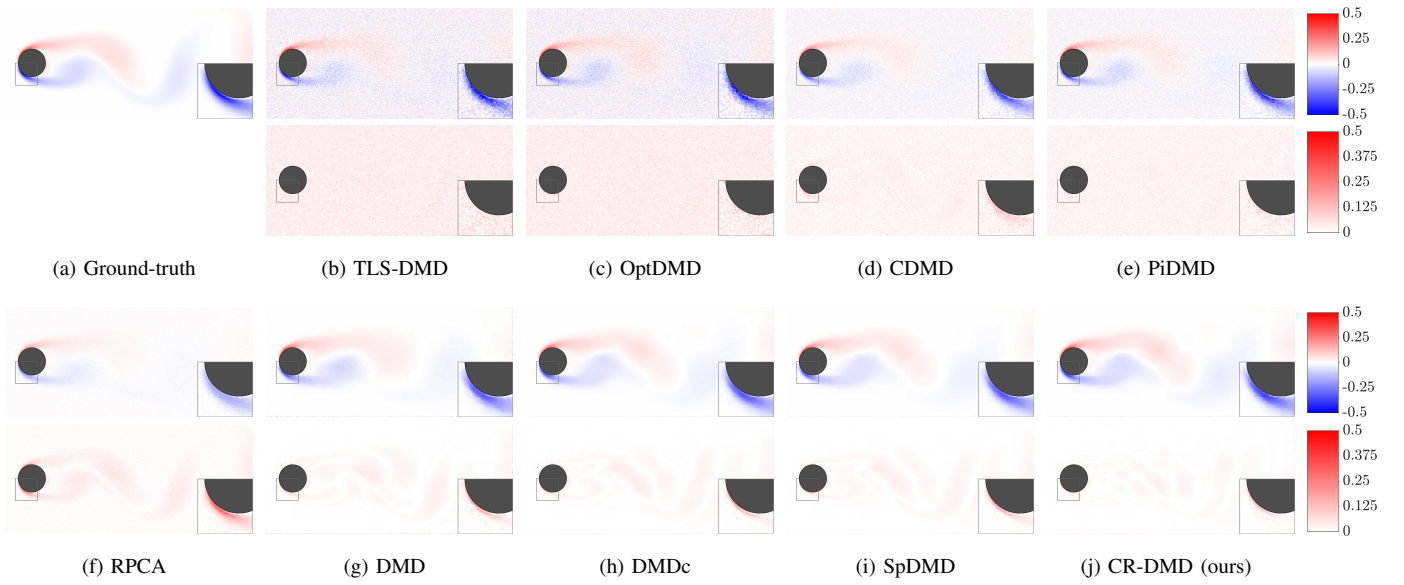 0.5
0.25
0
-0.25
-0.5
0.5
0.375
0.25
0.125
0
(a) Ground-truth
(b) TLS-DMD
(c) OptDMD
(d) CDMD
(e) PiDMD
0.5
0.25
0
-0.25
-0.5
0.5
0.375
0.25
0.125
0
(f) RPCA
(g) DMD
(h) DMDc
(i) SpDMD
(j) CR-DMD (ours)